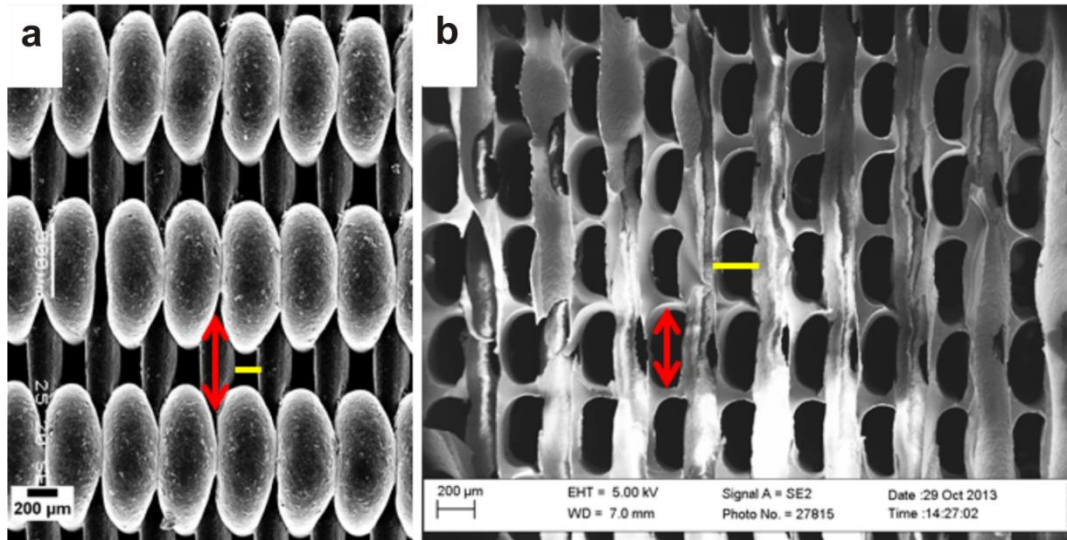 a
b
200 µm
200 µm
EHT = 5.00 kV
WD = 7.0 mm
Signal A = SE2
Photo No. = 27815
Date :29 Oct 2013
Time :14:27:02